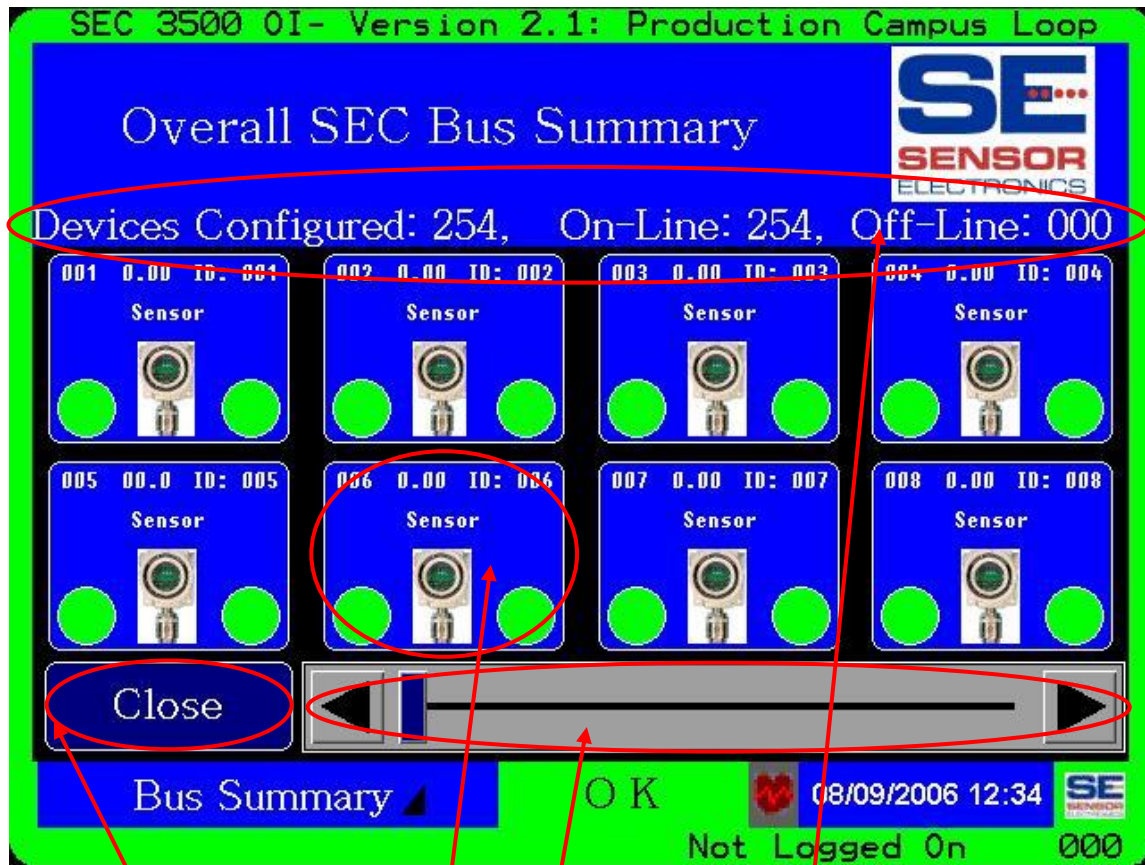 SEC 3500 OI- Version 2.1: Production Campus Loop
SE
SENSOR
ELECTRONICS
Overall SEC Bus Summary
Devices Configured: 254, On-Line: 254, Off-Line: 000
001 0.00 ID: 001
Sensor
002 0.00 ID: 002
Sensor
003 0.00 ID: 003
Sensor
004 0.00 ID: 004
Sensor
005 00.0 ID: 005
Sensor
006 0.00 ID: 006
Sensor
007 0.00 ID: 007
Sensor
008 0.00 ID: 008
Sensor
Close
Bus Summary
OK
08/09/2006 12:34
SE
SENSOR
Not Logged On 000